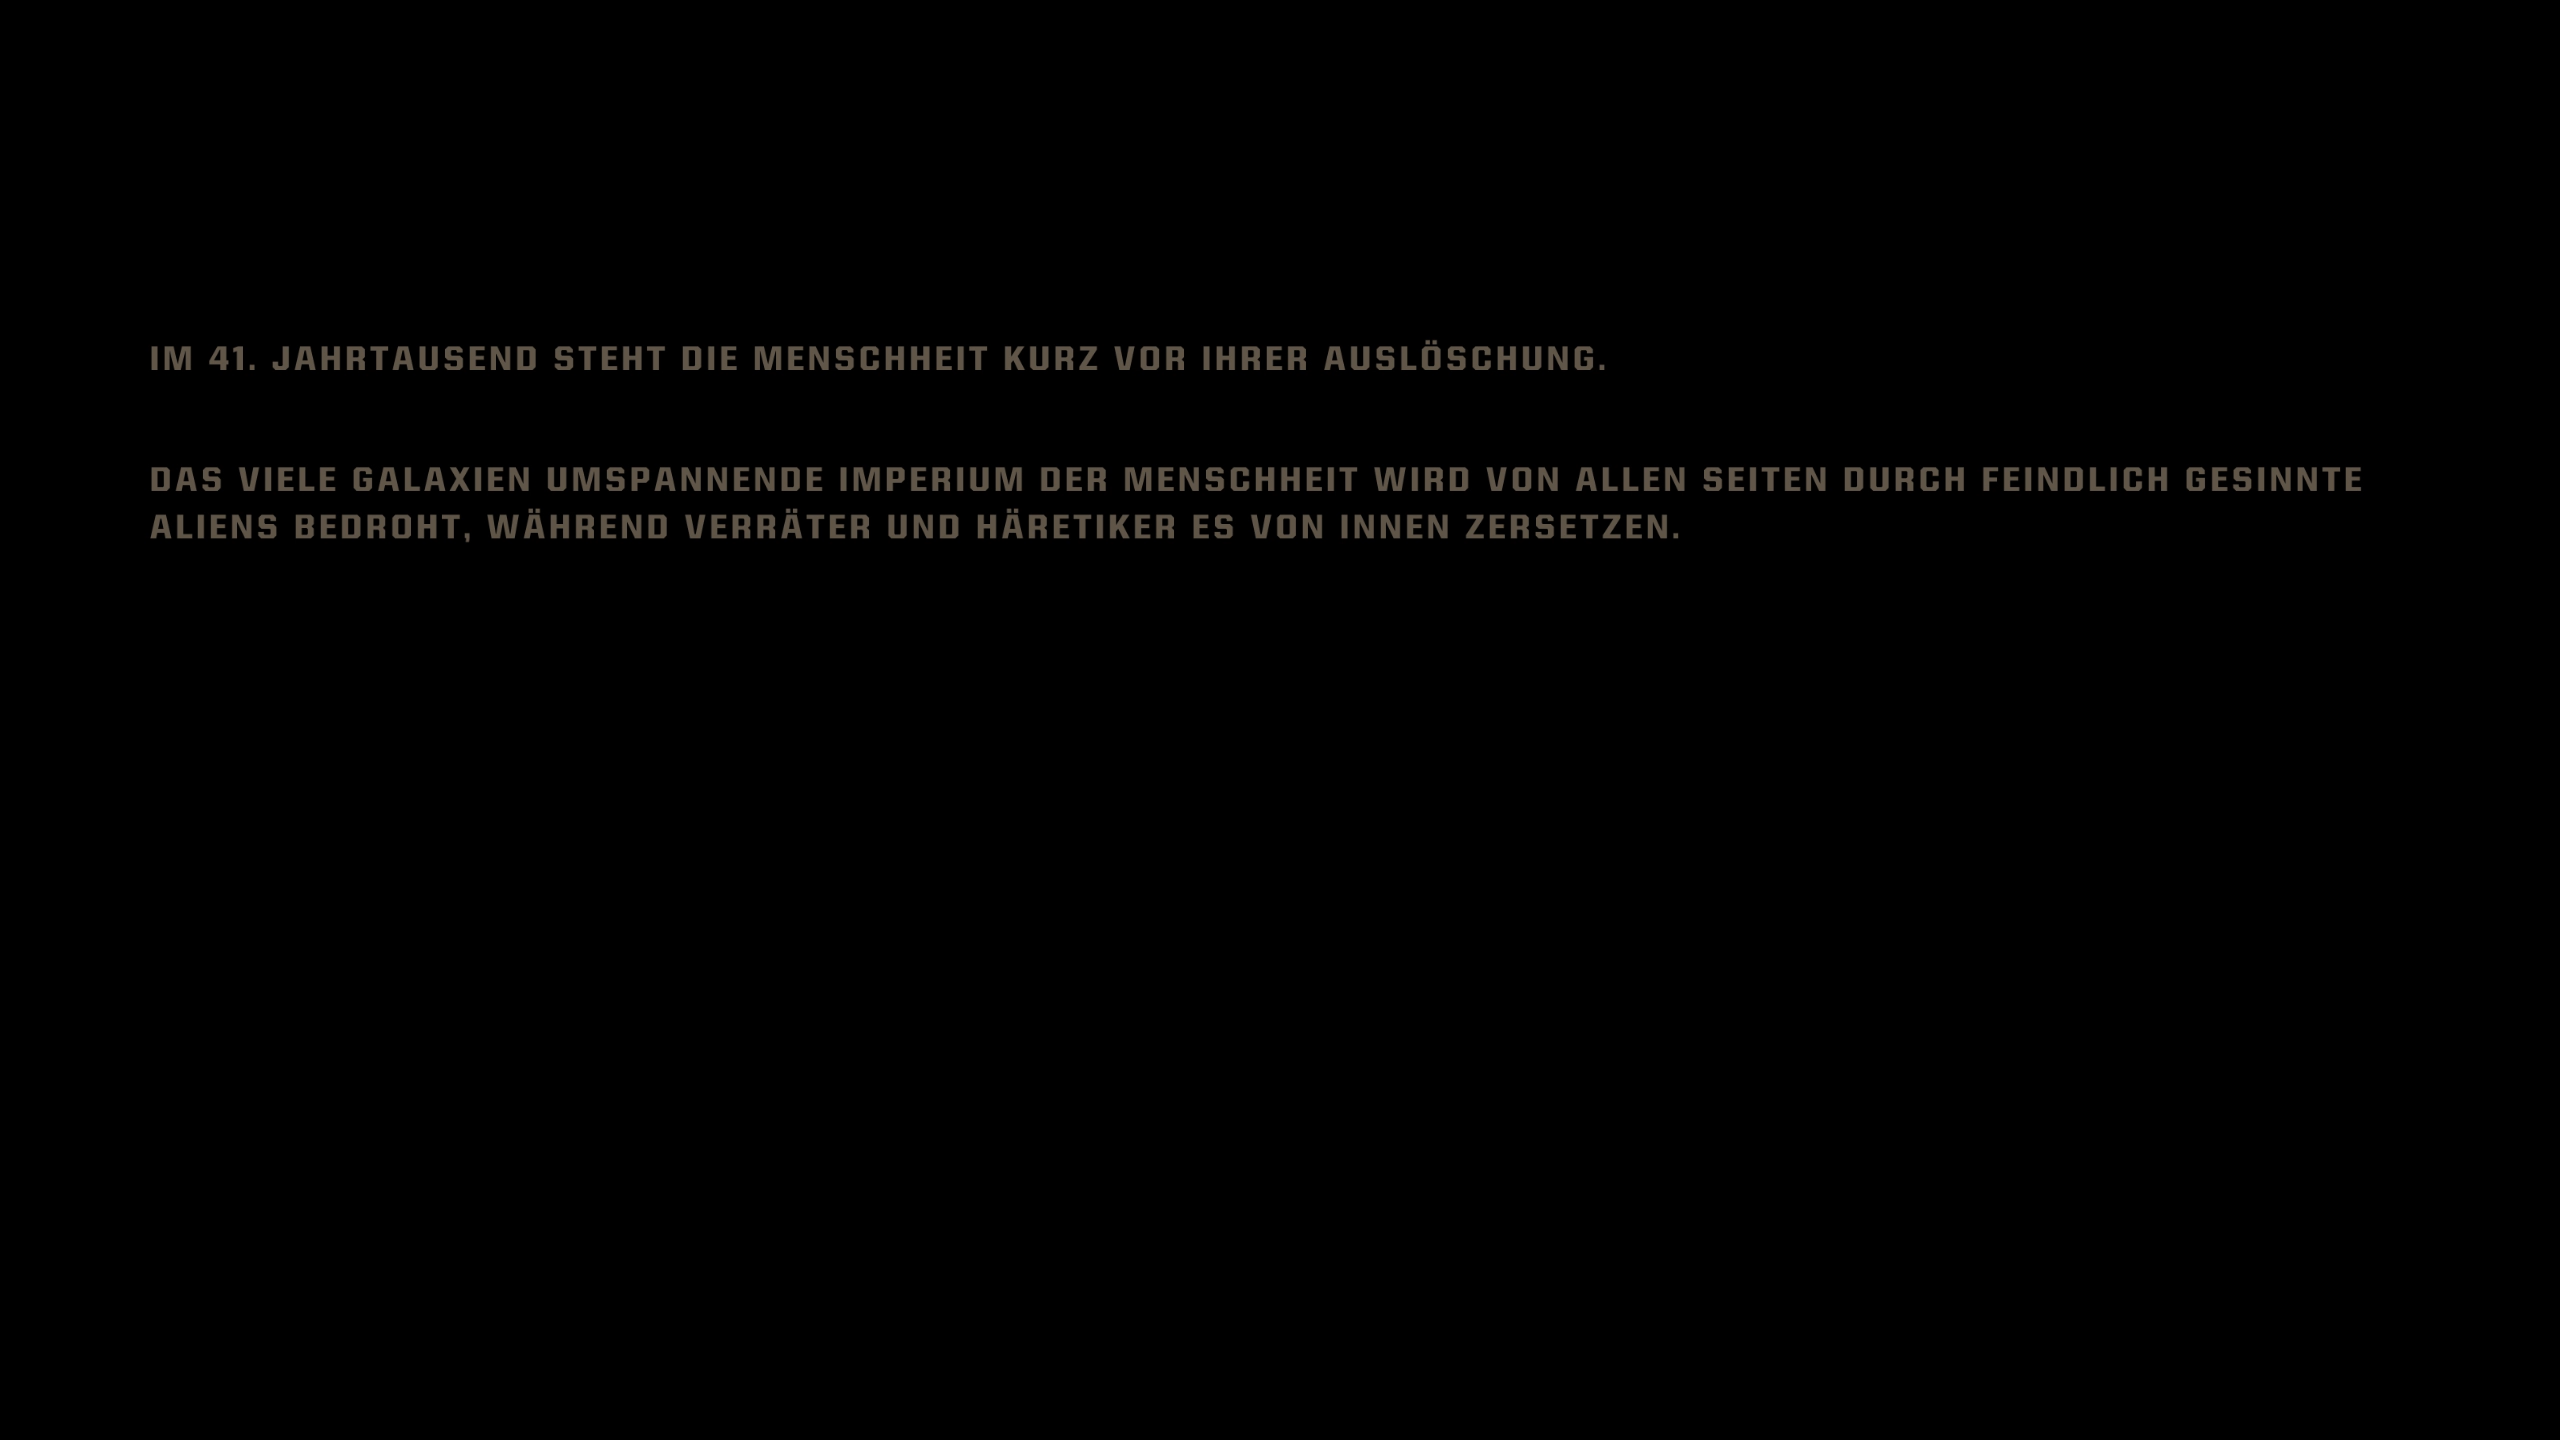 IM 41. JAHRTAUSEND STEHT DIE MENSCHHEIT KURZ VOR IHRER AUSLÖSCHUNG.
DAS VIELE GALAXIEN UMSPANNENDE IMPERIUM DER MENSCHHEIT WIRD VON ALLEN SEITEN DURCH FEINDLICH GESINNTE
ALIENS BEDROHT, WÄHREND VERRÄTER UND HÄRETIKER ES VON INNEN ZERSETZEN.